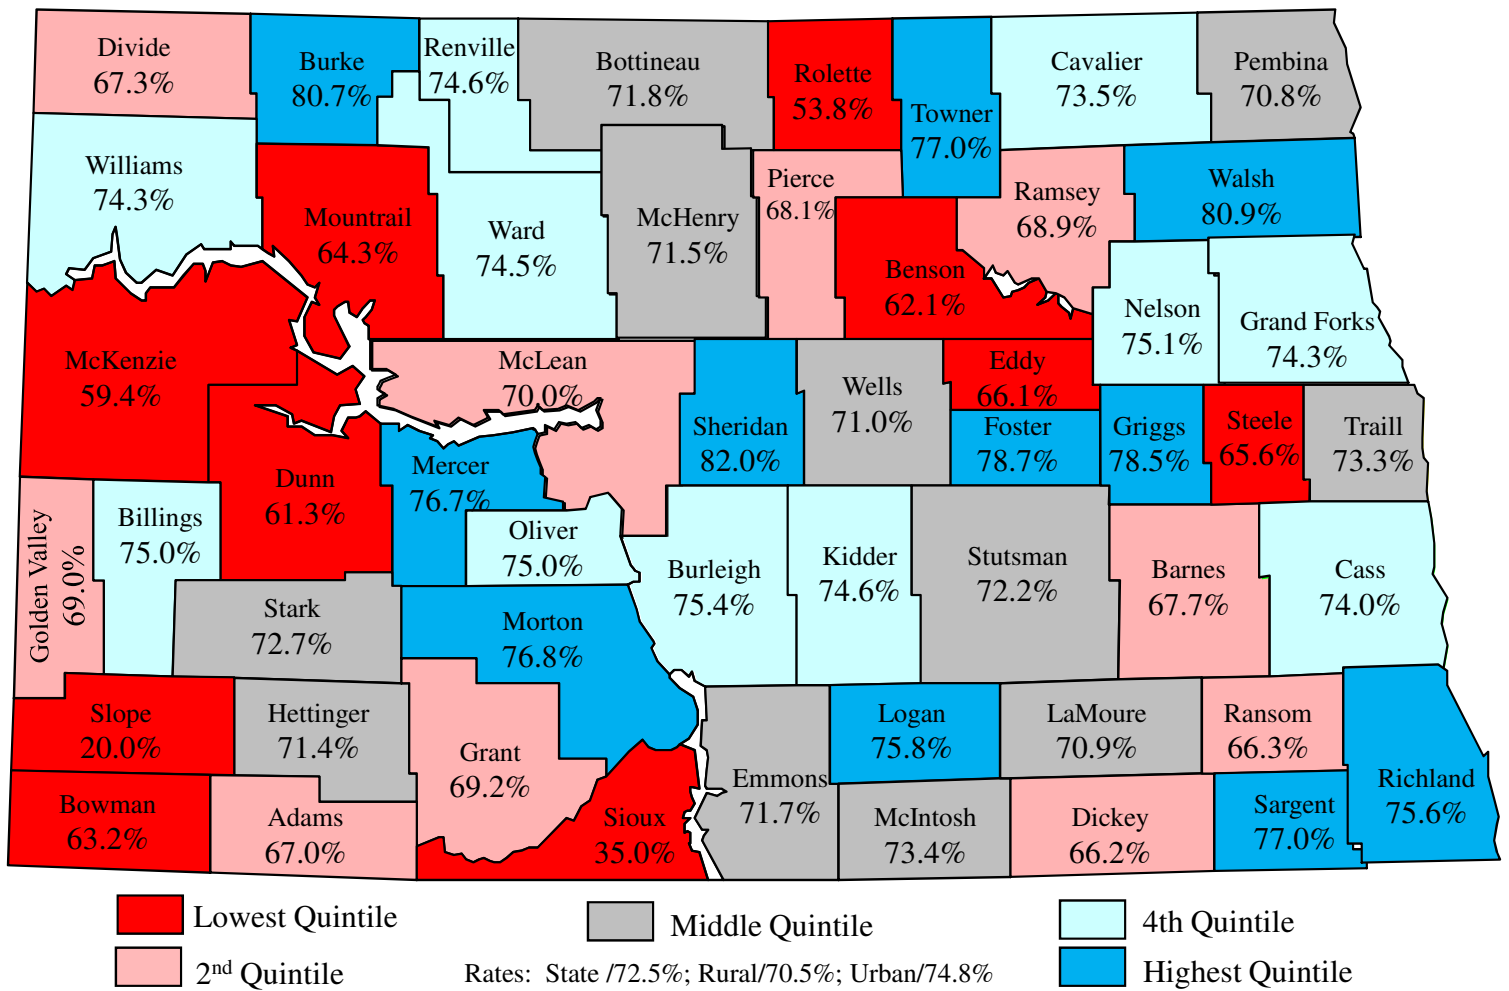 Divide
67.3%
Burke
80.7%
Renville
74.6%
Bottineau
71.8%
Rolette
53.8%
Towner
77.0%
Cavalier
73.5%
Pembina
70.8%
Williams
74.3%
Mountrail
64.3%
Ward
74.5%
McHenry
71.5%
Pierce
68.1%
Benson
62.1%
Ramsey
68.9%
Walsh
80.9%
Nelson
75.1%
Grand Forks
74.3%
McKenzie
59.4%
McLean
70.0%
Sheridan
82.0%
Wells
71.0%
Eddy
66.1%
Foster
78.7%
Griggs
78.5%
Steele
65.6%
Traill
73.3%
Dunn
61.3%
Mercer
76.7%
Oliver
75.0%
Golden Valley
69.0%
Billings
75.0%
Stark
72.7%
Morton
76.8%
Burleigh
75.4%
Kidder
74.6%
Stutsman
72.2%
Barnes
67.7%
Cass
74.0%
Slope
20.0%
Hettinger
71.4%
Grant
69.2%
Emmons
71.7%
Logan
75.8%
LaMoure
70.9%
Ransom
66.3%
Richland
75.6%
Bowman
63.2%
Adams
67.0%
Sioux
35.0%
McIntosh
73.4%
Dickey
66.2%
Sargent
77.0%
Lowest Quintile
Middle Quintile
4th Quintile
2nd Quintile
Rates: State /72.5%; Rural/70.5%; Urban/74.8%
Highest Quintile